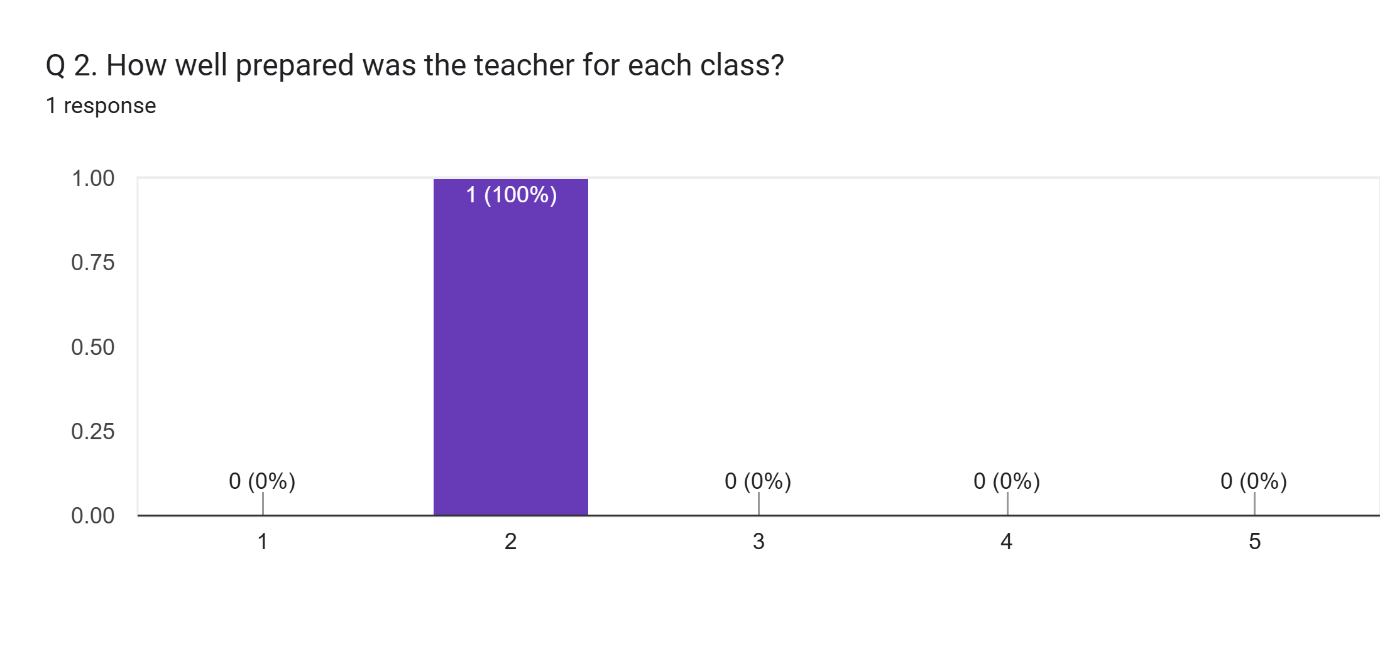 Q 2. How well prepared was the teacher for each class?
1 response
1.00
1 (100%)
0.75
0.50
0.25
0 (0%) 0 (0%) 0 (0%) 0 (0%)
0.00
1 2 3 4 5